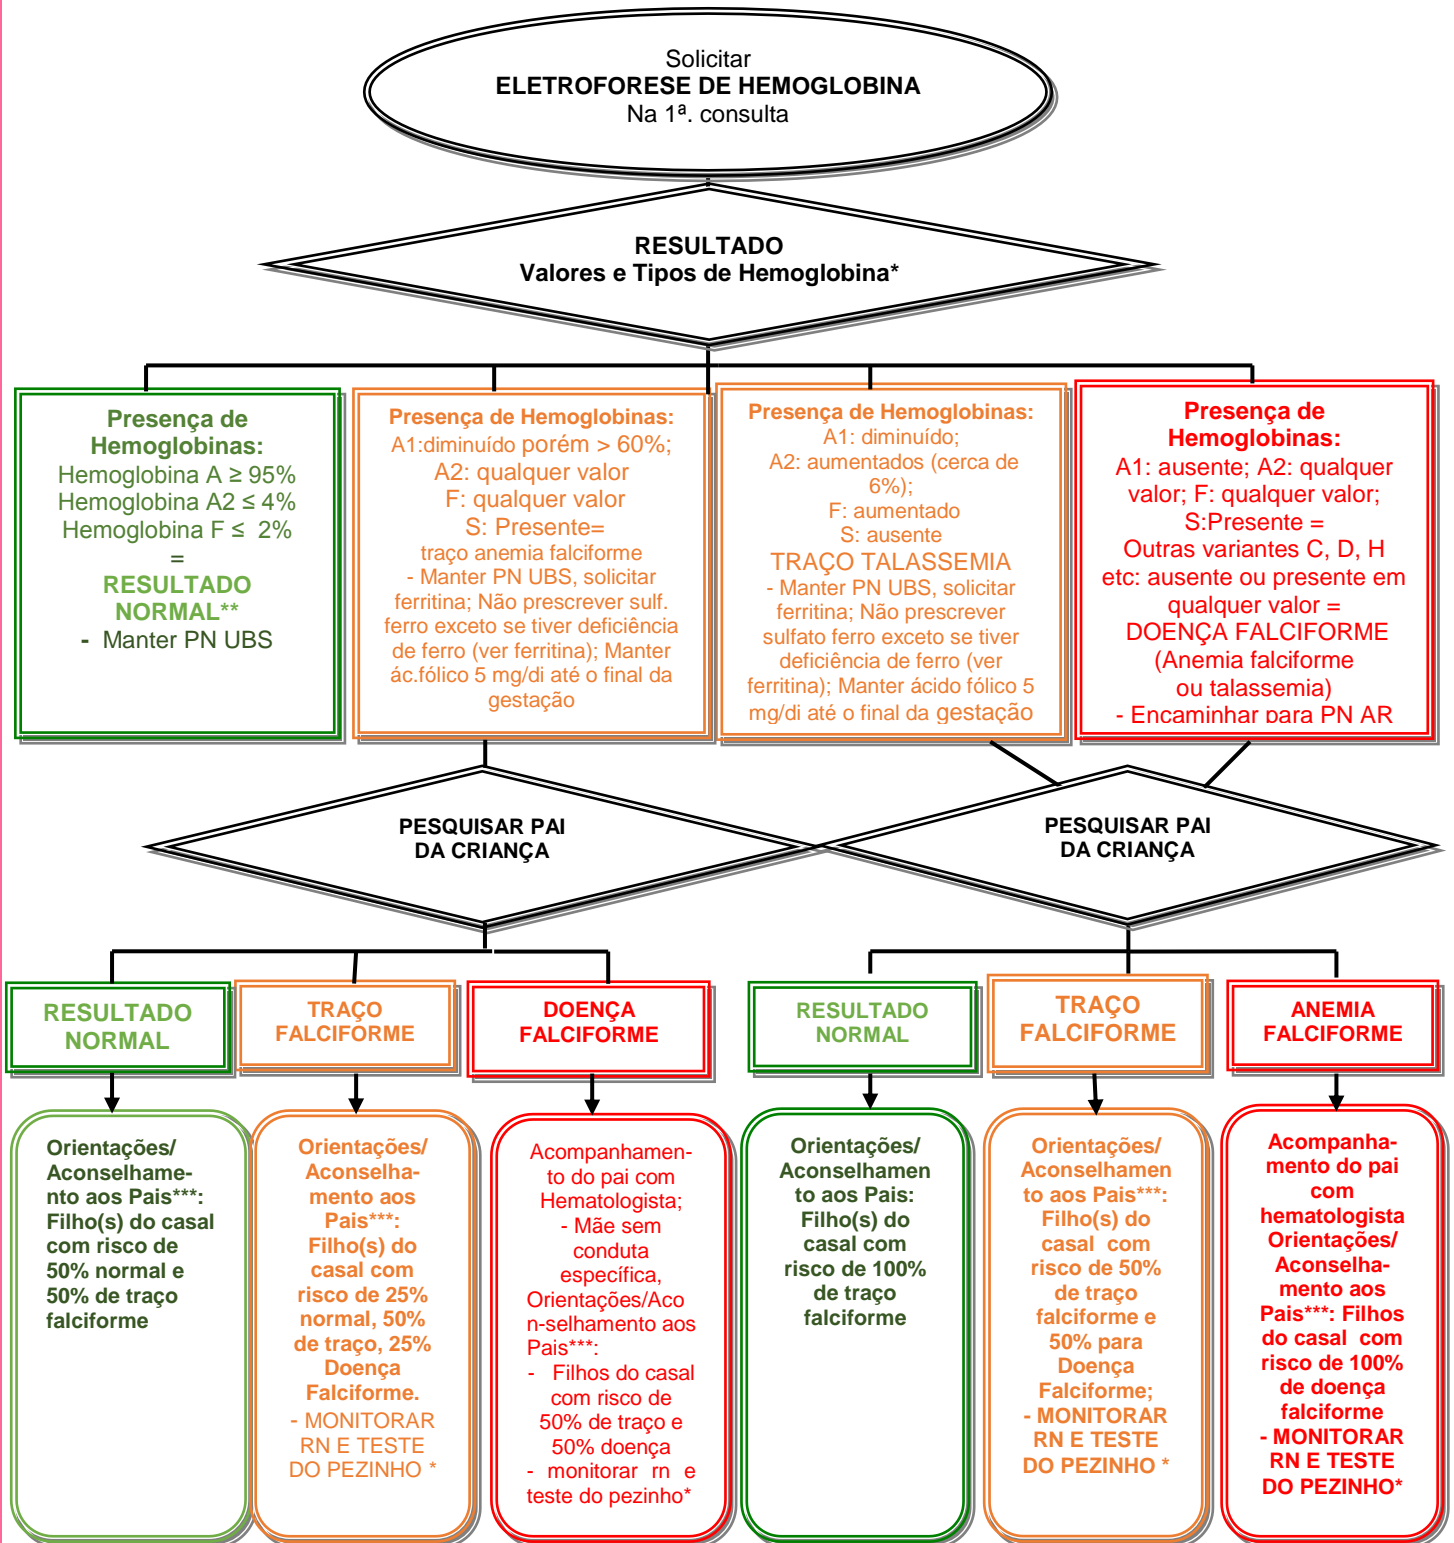 Solicitar
ELETROFORESE DE HEMOGLOBINA
Na 1ª. consulta
RESULTADO
Valores e Tipos de Hemoglobina*
Presença de
Hemoglobinas:
Hemoglobina A ≥ 95%
Hemoglobina A2 ≤ 4%
Hemoglobina F ≤ 2%
=
RESULTADO
NORMAL**
- Manter PN UBS
Presença de Hemoglobinas:
A1:diminuído porém > 60%;
A2: qualquer valor
F: qualquer valor
S: Presente=
traço anemia falciforme
- Manter PN UBS, solicitar
ferritina; Não prescrever sulf.
ferro exceto se tiver deficiência
de ferro (ver ferritina); Manter
ác.fólico 5 mg/di até o final da
gestação
Presença de Hemoglobinas:
A1: diminuído;
A2: aumentados (cerca de
6%);
F: aumentado
S: ausente
TRAÇO TALASSEMIA
- Manter PN UBS, solicitar
ferritina; Não prescrever
sulfato ferro exceto se tiver
deficiência de ferro (ver
ferritina); Manter ácido fólico 5
mg/di até o final da gestação
Presença de
Hemoglobinas:
A1: ausente; A2: qualquer
valor; F: qualquer valor;
S:Presente =
Outras variantes C, D, H
etc: ausente ou presente em
qualquer valor =
DOENÇA FALCIFORME
(Anemia falciforme
ou talassemia)
- Encaminhar para PN AR
PESQUISAR PAI
DA CRIANÇA
PESQUISAR PAI
DA CRIANÇA
RESULTADO
NORMAL
TRAÇO
FALCIFORME
DOENÇA
FALCIFORME
RESULTADO
NORMAL
TRAÇO
FALCIFORME
ANEMIA
FALCIFORME
Orientações/
Aconselhame-
nto aos Pais***:
Filho(s) do casal
com risco de
50% normal e
50% de traço
falciforme
Orientações/
Aconselha-
mento aos
Pais***:
Filho(s) do
casal com
risco de 25%
normal, 50%
de traço, 25%
Doença
Falciforme.
- MONITORAR
RN E TESTE
DO PEZINHO *
Acompanhamen-
to do pai com
Hematologista;
- Mãe sem
conduta
específica,
Orientações/Aco
n-selhamento aos
Pais***:
- Filhos do casal
com risco de
50% de traço e
50% doença
- monitorar rn e
teste do pezinho*
Orientações/
Aconselhamen
to aos Pais:
Filho(s) do
casal com
risco de 100%
de traço
falciforme
Orientações/
Aconselhamen
to aos Pais***:
Filho(s) do
casal com
risco de 50%
de traço
falciforme e
50% para
Doença
Falciforme;
- MONITORAR
RN E TESTE
DO PEZINHO *
Acompanha-
mento do pai
com
hematologista
Orientações/
Aconselha-
mento aos
Pais***: Filhos
do casal com
risco de 100%
de doença
falciforme
- MONITORAR
RN E TESTE
DO PEZINHO*